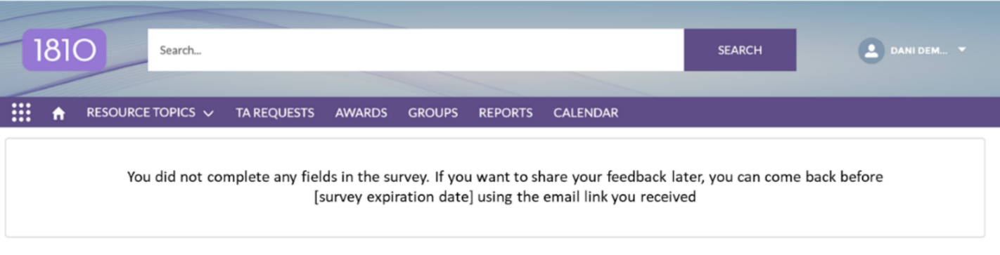 1810
Search...
SEARCH
DANI DEM...
RESOURCE TOPICS
TA REQUESTS
AWARDS
GROUPS
REPORTS
CALENDAR
You did not complete any fields in the survey. If you want to share your feedback later, you can come back before
[survey expiration date] using the email link you received